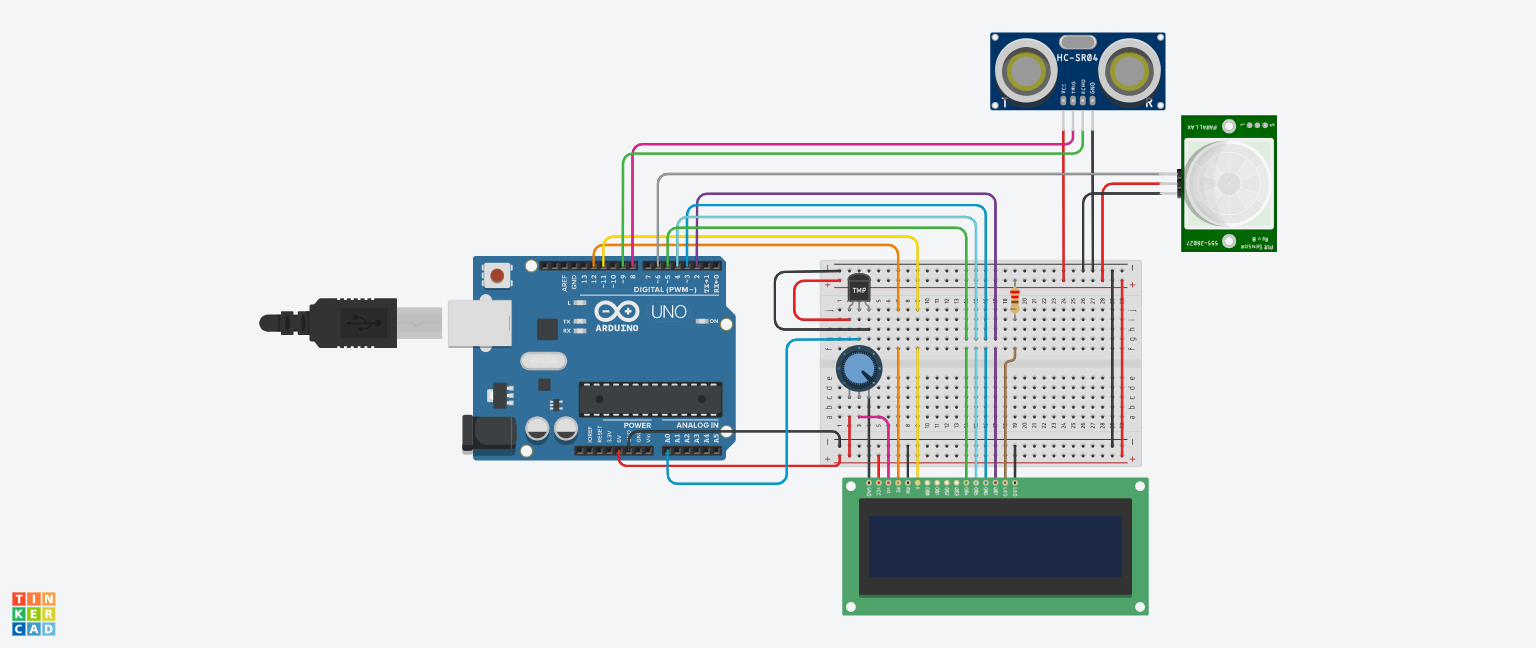 HC-SR04
VCC
TRIG
ECHO
GND
T
R
PARALLAX
PIR Sensor
Rev B
555-28027
AREF
GND
13
12
~11
~10
~9
8
7
~6
~5
4
~3
2
TX→1
RX←0
DIGITAL (PWM~)
L
TX
RX
ARDUINO
UNO
ON
POWER
ANALOG IN
IOREF
RESET
3.3V
5V
GND
Vin
A0
A1
A2
A3
A4
A5
TMP
TIN
KER
CAD